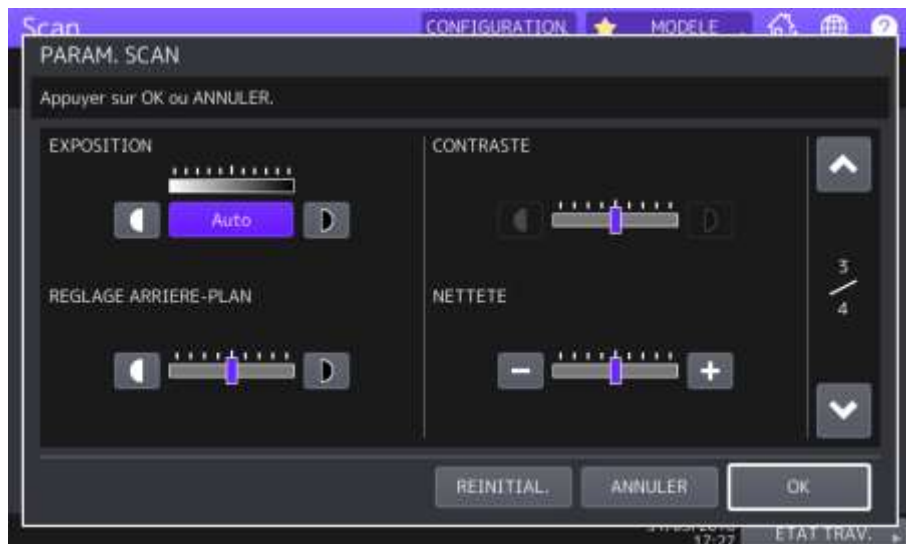 Scan
CONFIGURATION.
MODELE
?
PARAM. SCAN
Appuyer sur OK ou ANNULER.
EXPOSITION
Auto
CONTRASTE
REGLAGE ARRIERE-PLAN
NETTETE
3
4
REINITIAL.
ANNULER
OK
17:27
ETAT TRAV.